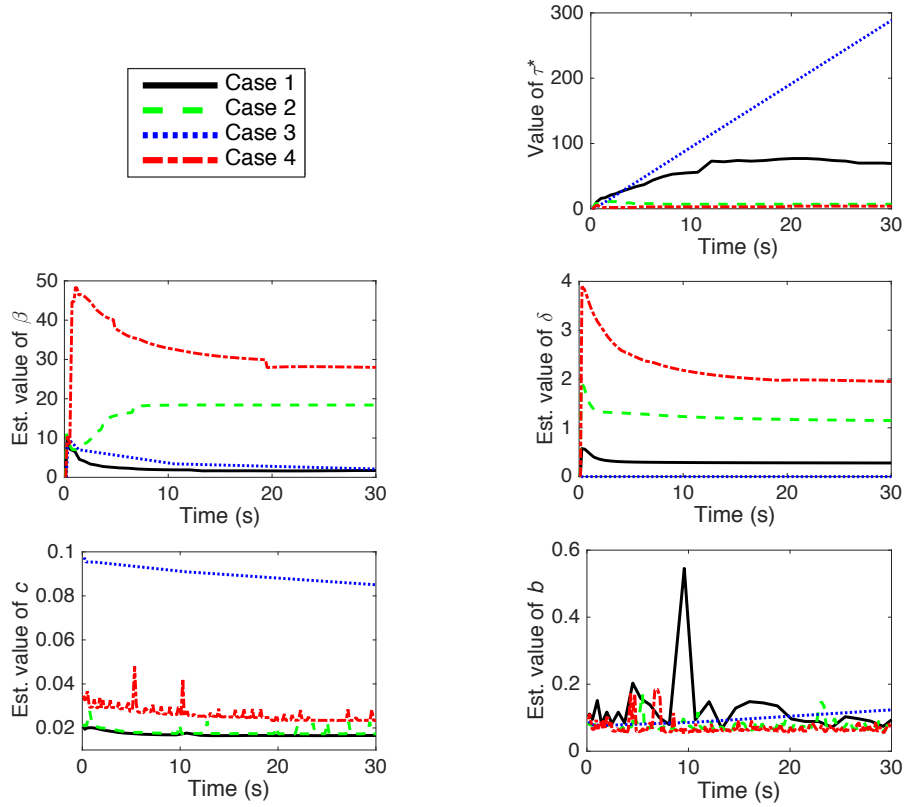 Case 1
Case 2
Case 3
Case 4
300
200
100
0
0 10 20 30
Value of τ*
Time (s)
50
40
30
20
10
0
0 10 20 30
Est. value of β
Time (s)
4
3
2
1
0
0 10 20 30
Est. value of δ
Time (s)
0.1
0.08
0.06
0.04
0.02
0 10 20 30
Est. value of c
Time (s)
0.6
0.4
0.2
0
0 10 20 30
Est. value of b
Time (s)